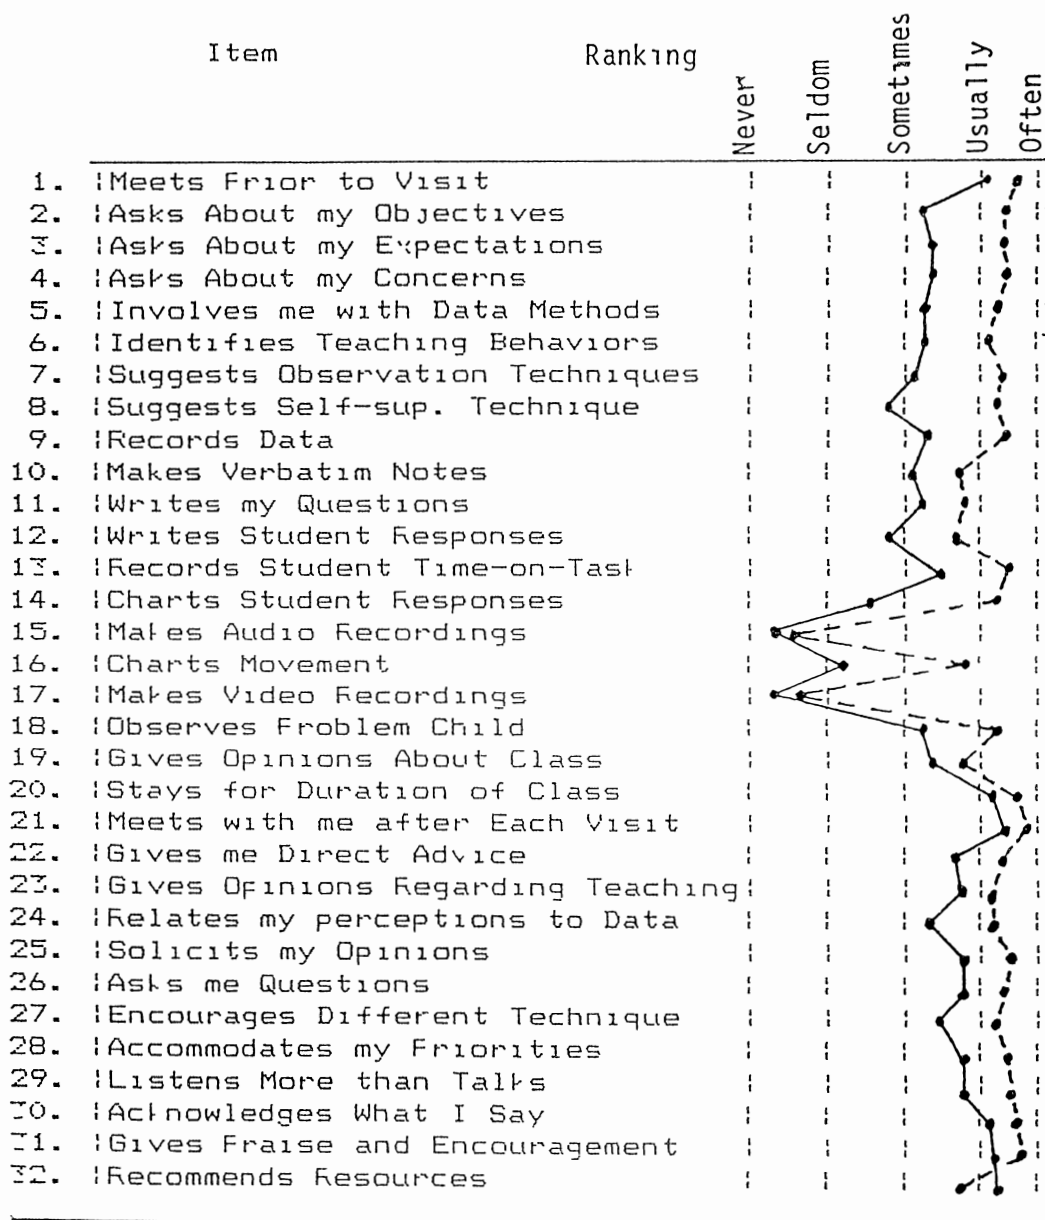 Item Ranking Never Seldom Sometimes Usually Often
1. Meets Prior to Visit
2. Asks About my Objectives
3. Asks About my Expectations
4. Asks About my Concerns
5. Involves me with Data Methods
6. Identifies Teaching Behaviors
7. Suggests Observation Techniques
8. Suggests Self-sup. Technique
9. Records Data
10. Makes Verbatim Notes
11. Writes my Questions
12. Writes Student Responses
13. Records Student Time-on-Task
14. Charts Student Responses
15. Makes Audio Recordings
16. Charts Movement
17. Makes Video Recordings
18. Observes Problem Child
19. Gives Opinions About Class
20. Stays for Duration of Class
21. Meets with me after Each Visit
22. Gives me Direct Advice
23. Gives Opinions Regarding Teaching
24. Relates my perceptions to Data
25. Solicits my Opinions
26. Asks me Questions
27. Encourages Different Technique
28. Accommodates my Priorities
29. Listens More than Talks
30. Acknowledges What I Say
31. Gives Praise and Encouragement
32. Recommends Resources